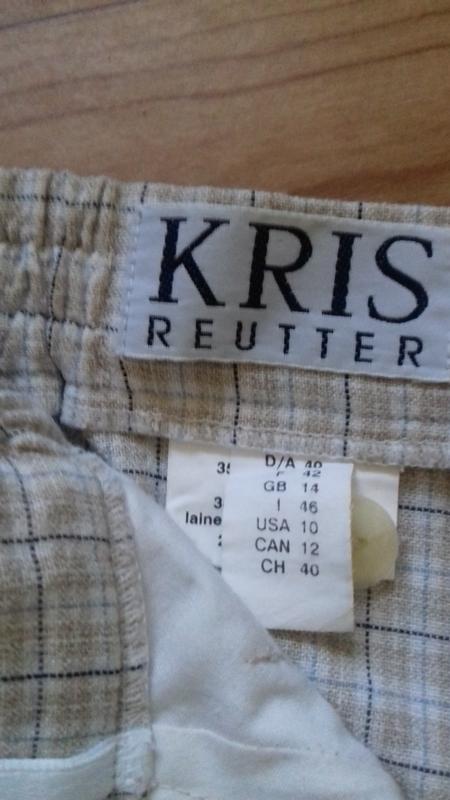 KRIS
REUTTER
D/A 40
F 42
GB 14
I 46
USA 10
CAN 12
CH 40
laine